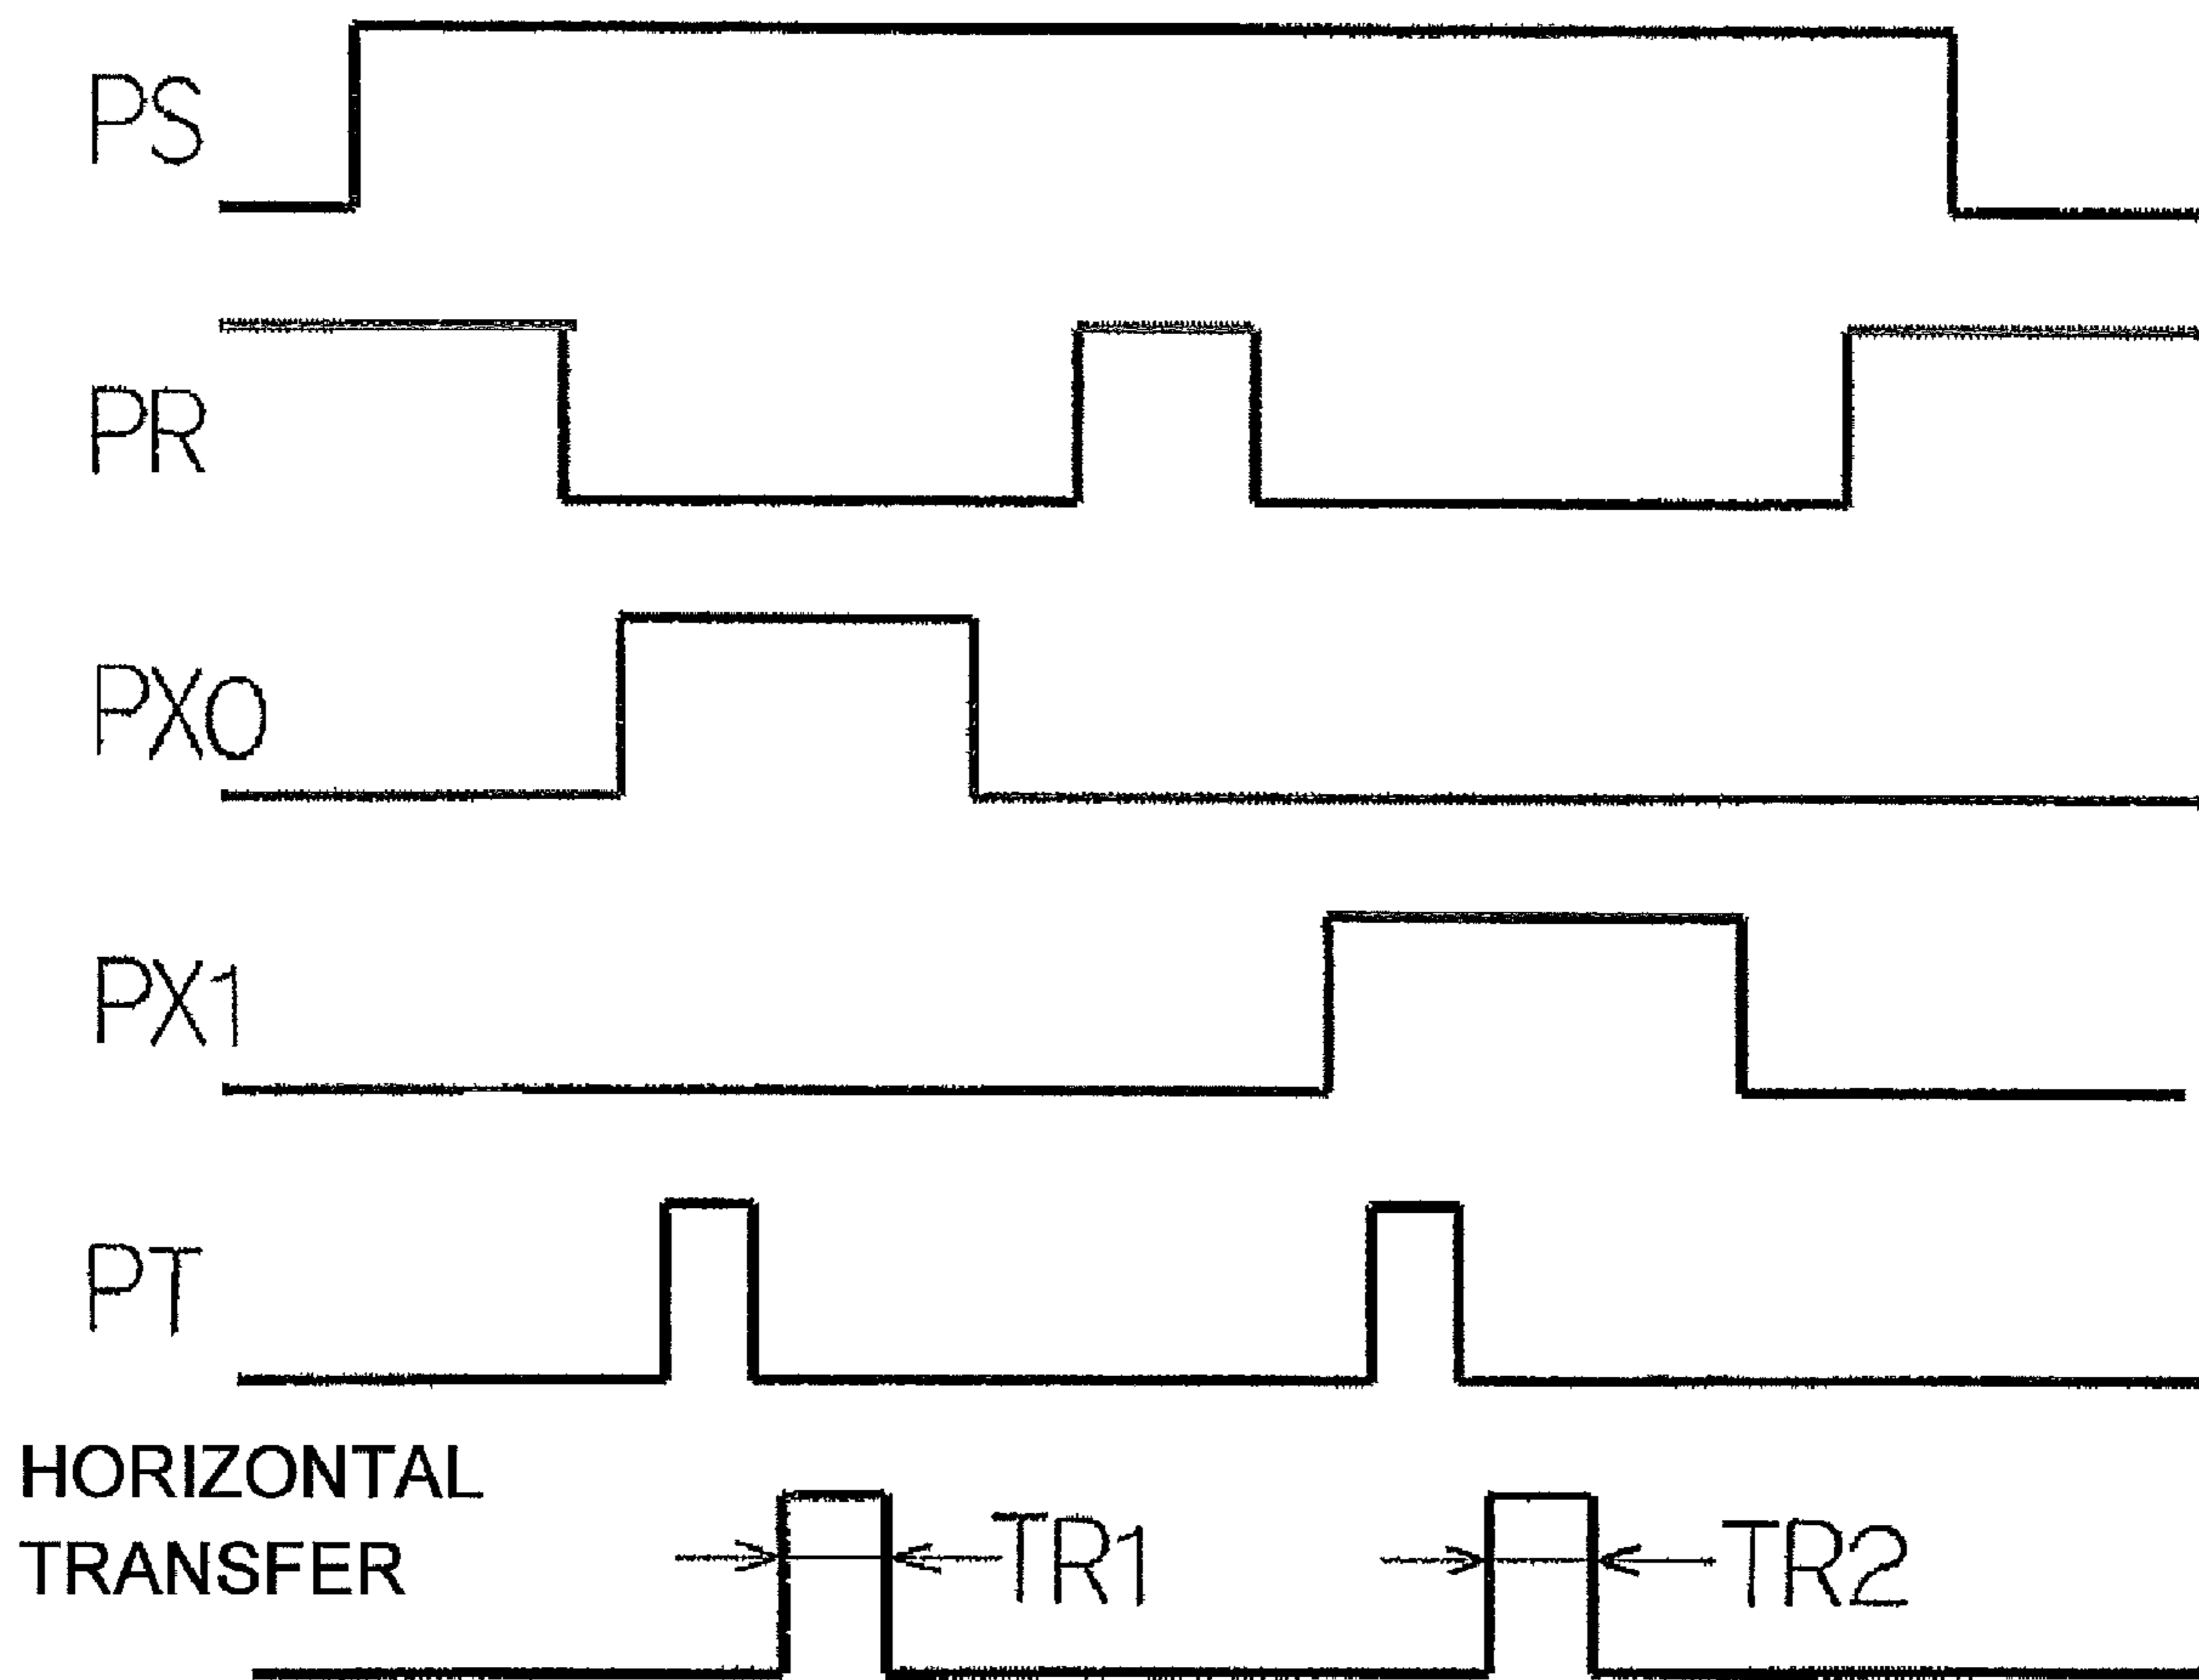 PS
PR
PX0
PX1
PT
HORIZONTAL
TRANSFER
TR1
TR2